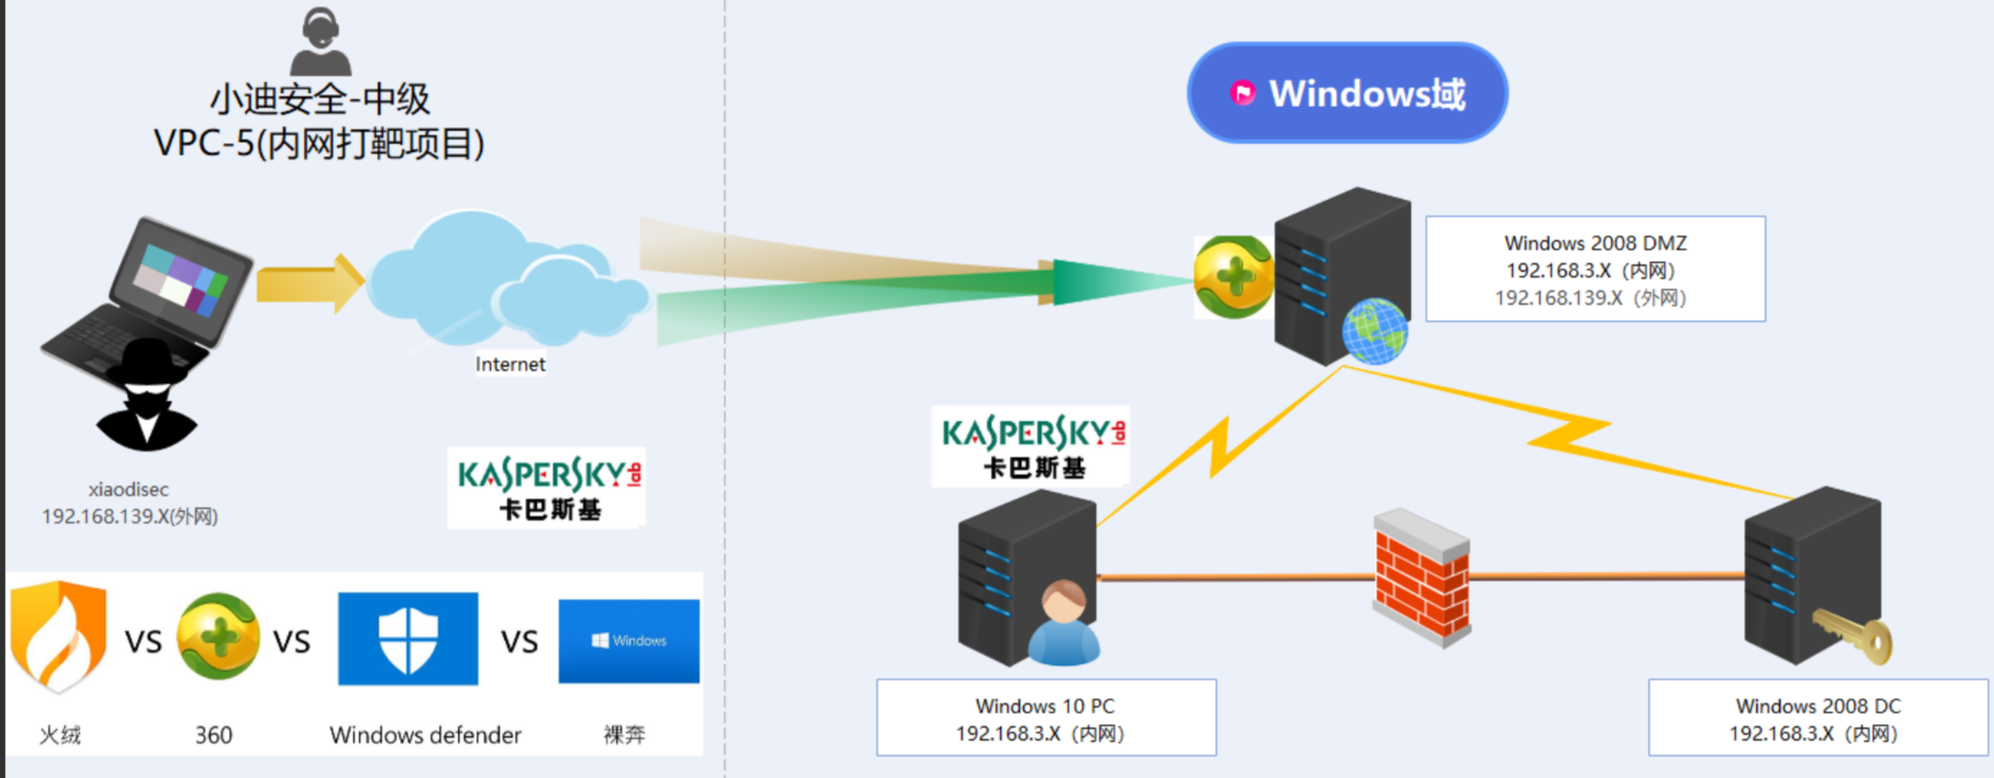 小迪安全-中级
VPC-5(内网打靶项目)
Windows域
Windows 2008 DMZ
192.168.3.X（内网）
192.168.139.X（外网）
Internet
KASPERSKY lab
卡巴斯基
KASPERSKY lab
卡巴斯基
xiaodisec
192.168.139.X(外网)
VS
VS
VS
Windows
火绒
360
Windows defender
裸奔
Windows 10 PC
192.168.3.X（内网）
Windows 2008 DC
192.168.3.X（内网）